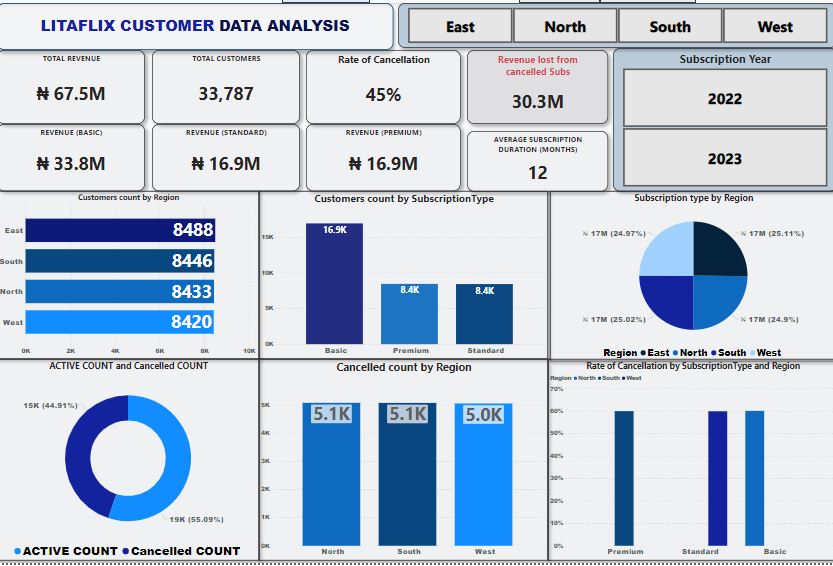 LITAFLIX CUSTOMER DATA ANALYSIS
East
North
South
West
TOTAL REVENUE
₦ 67.5M
TOTAL CUSTOMERS
33,787
Rate of Cancellation
45%
Revenue lost from
cancelled Subs
30.3M
Subscription Year
2022
2023
REVENUE (BASIC)
₦ 33.8M
REVENUE (STANDARD)
₦ 16.9M
REVENUE (PREMIUM)
₦ 16.9M
AVERAGE SUBSCRIPTION
DURATION (MONTHS)
12
Customers count by Region
East
8488
South
8446
North
8433
West
8420
0K 2K 4K 6K 8K 10K
Customers count by SubscriptionType
15K
10K
5K
0K
16.9K
8.4K
8.4K
Basic Premium Standard
Subscription type by Region
₦ 17M (24.97%)
₦ 17M (25.11%)
₦ 17M (25.02%)
₦ 17M (24.9%)
Region East North South West
ACTIVE COUNT and Cancelled COUNT
15K (44.91%)
19K (55.09%)
ACTIVE COUNT Cancelled COUNT
Cancelled count by Region
5K
4K
3K
2K
1K
0K
5.1K
5.1K
5.0K
North South West
Rate of Cancellation by SubscriptionType and Region
Region North South West
70%
60%
50%
40%
30%
20%
10%
0%
Premium Standard Basic